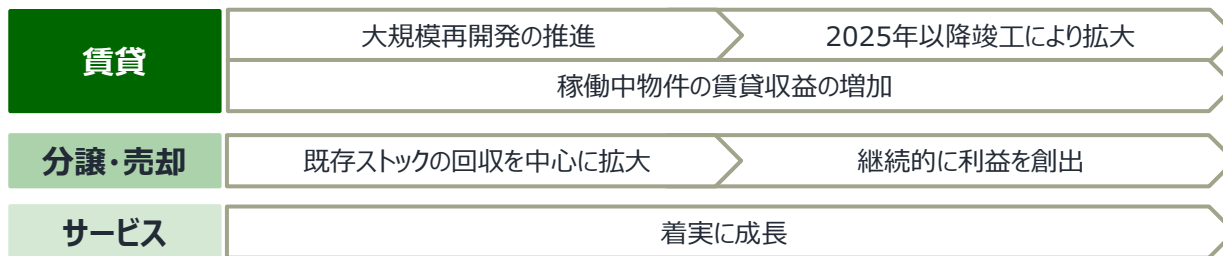 賃貸
大規模再開発の推進
2025年以降竣工により拡大
稼働中物件の賃貸収益の増加
分譲・売却
既存ストックの回収を中心に拡大
継続的に利益を創出
サービス
着実に成長